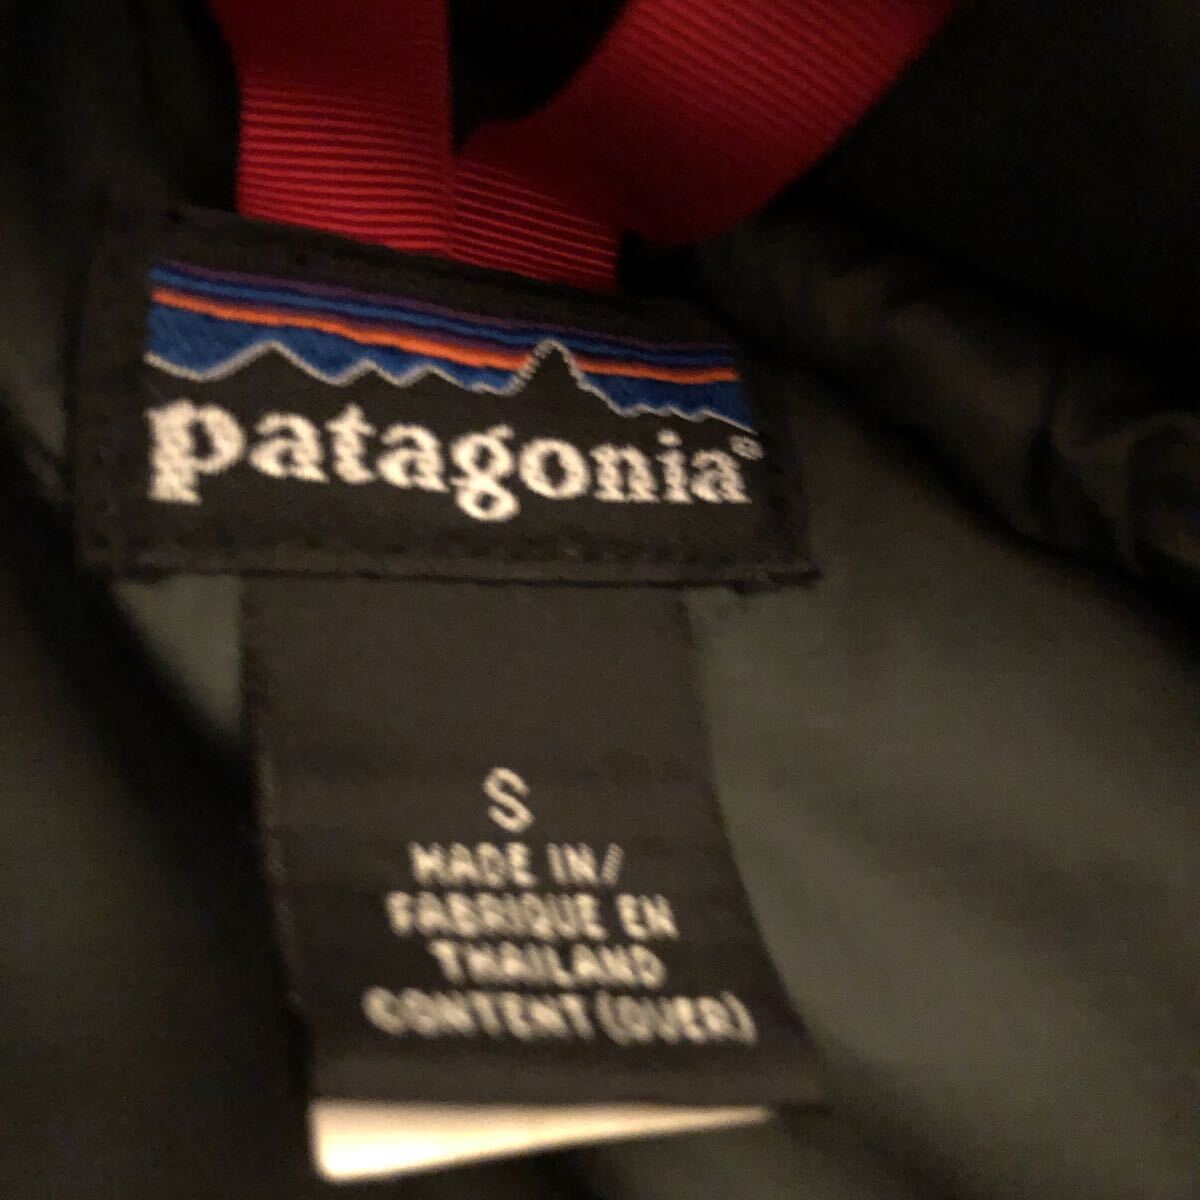 patagonia®
S
MADE IN/
FABRIQUE EN
THAILAND
CONTENT (OVER)